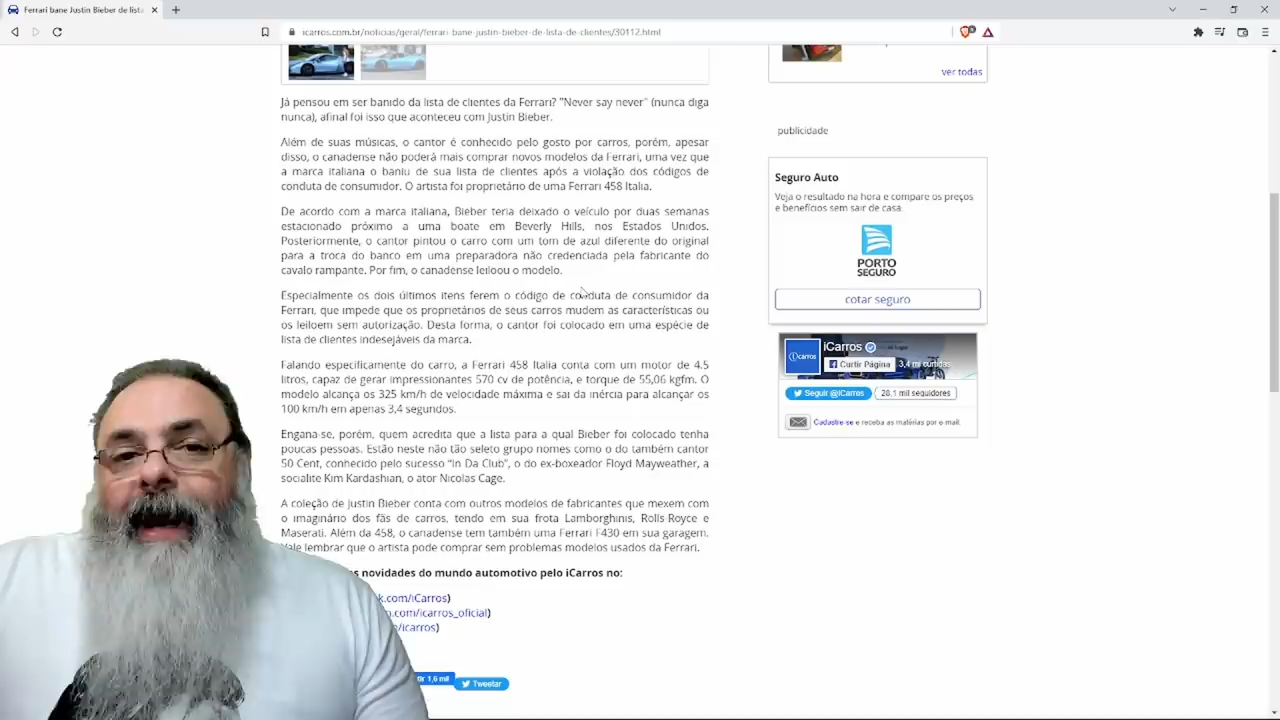 Ferrari bane Justin Bieber de lista
icarros.com.br/noticias/geral/ferrari-bane-justin-bieber-de-lista-de-clientes/30112.html
ver todas
Já pensou em ser banido da lista de clientes da Ferrari? "Never say never" (nunca diga
nunca), afinal foi isso que aconteceu com Justin Bieber.
Além de suas músicas, o cantor é conhecido pelo gosto por carros, porém, apesar
disso, o canadense não poderá mais comprar novos modelos da Ferrari, uma vez que
a marca italiana o baniu de sua lista de clientes após a violação dos códigos de
conduta de consumidor. O artista foi proprietário de uma Ferrari 458 Italia.
De acordo com a marca italiana, Bieber teria deixado o veículo por duas semanas
estacionado próximo a uma boate em Beverly Hills, nos Estados Unidos.
Posteriormente, o cantor pintou o carro com um tom de azul diferente do original
para a troca do banco em uma preparadora não credenciada pela fabricante do
cavalo rampante. Por fim, o canadense leiloou o modelo.
Especialmente os dois últimos itens ferem o código de conduta de consumidor da
Ferrari, que impede que os proprietários de seus carros mudem as características ou
os leiloem sem autorização. Desta forma, o cantor foi colocado em uma espécie de
lista de clientes indesejáveis da marca.
Falando especificamente do carro, a Ferrari 458 Italia conta com um motor de 4.5
litros, capaz de gerar impressionantes 570 cv de potência, e torque de 55,06 kgfm. O
modelo alcança os 325 km/h de velocidade máxima e sai da inércia para alcançar os
100 km/h em apenas 3,4 segundos.
Engana-se, porém, quem acredita que a lista para a qual Bieber foi colocado tenha
poucas pessoas. Estão neste não tão seleto grupo nomes como o do também cantor
50 Cent, conhecido pelo sucesso "In Da Club", o do ex-boxeador Floyd Mayweather, a
socialite Kim Kardashian, o ator Nicolas Cage.
A coleção de Justin Bieber conta com outros modelos de fabricantes que mexem com
o imaginário dos fãs de carros, tendo em sua frota Lamborghinis, Rolls-Royce e
Maserati. Além da 458, o canadense tem também uma Ferrari F430 em sua garagem.
Vale lembrar que o artista pode comprar sem problemas modelos usados da Ferrari.
novidades do mundo automotivo pelo iCarros no:
k.com/iCarros)
.com/icarros_oficial)
/icarros)
1,6 mil
Tweetar
publicidade
Seguro Auto
Veja o resultado na hora e compare os preços
e benefícios sem sair de casa.
PORTO
SEGURO
cotar seguro
icarros
iCarros
Curtir Página
3,4 mi curtidas
Seguir @iCarros
28,1 mil seguidores
Cadastre-se e receba as matérias por e-mail.